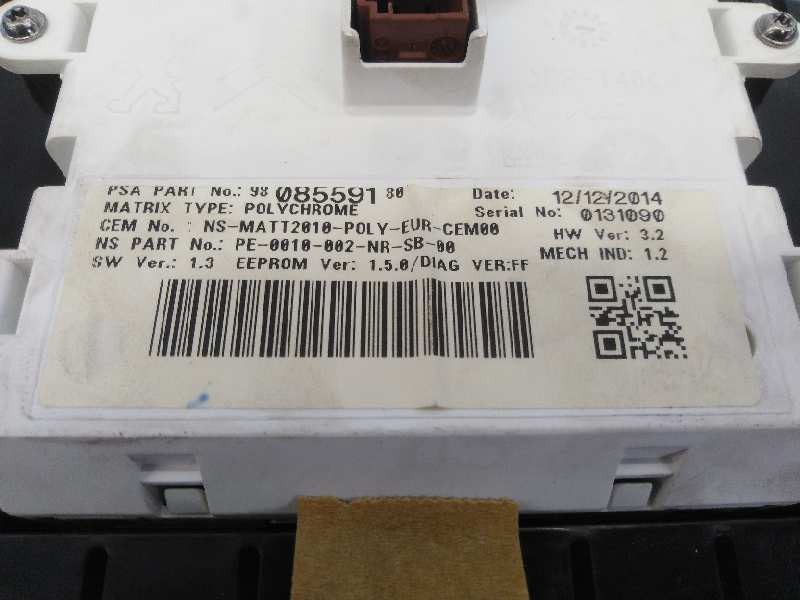 PSA PART No.: 98 085591 80 Date: 12/12/2014
MATRIX TYPE: POLYCHROME Serial No: 0131090
CEM No. : NS-MATT2010-POLY-EUR-CEM00 HW Ver: 3.2
NS PART No.: PE-0010-002-NR-SB-00 MECH IND: 1.2
SW Ver.: 1.3 EEPROM Ver: 1.5.0/DIAG VER:FF